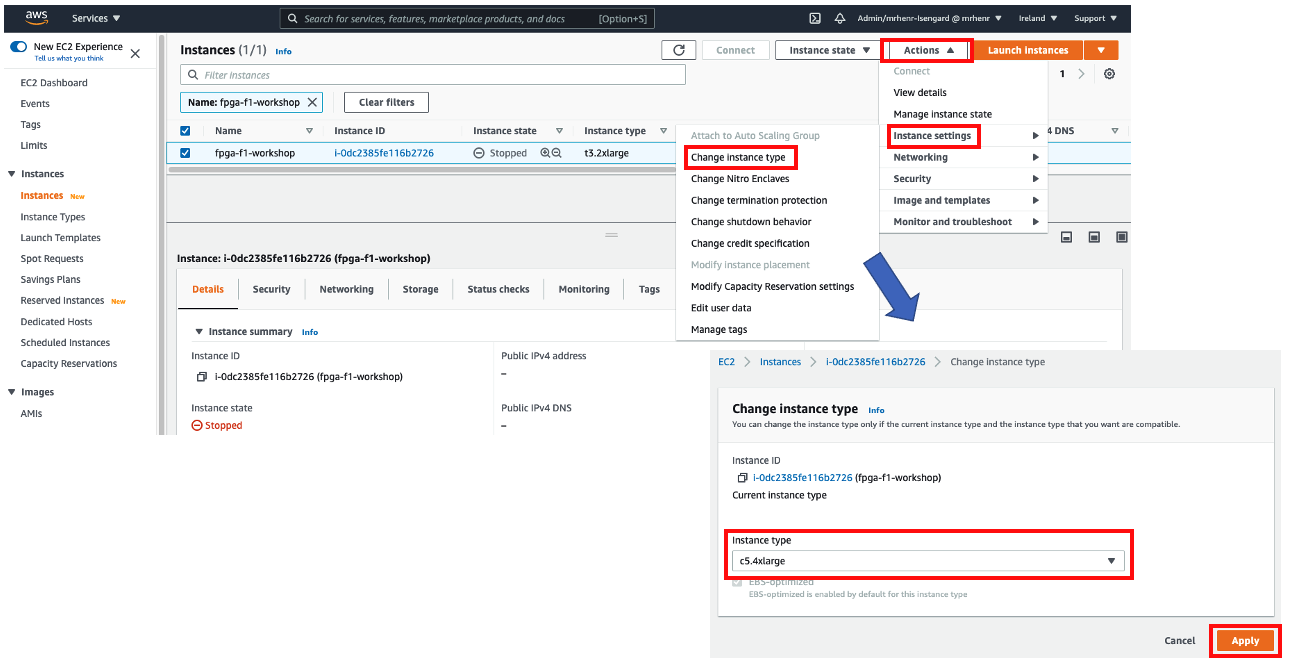 aws Services Search for services, features, marketplace products, and docs [Option+S] Admin/mrhenr-Isengard @ mrhenr Ireland Support
New EC2 Experience
Tell us what you think
EC2 Dashboard
Events
Tags
Limits
Instances
Instances New
Instance Types
Launch Templates
Spot Requests
Savings Plans
Reserved Instances New
Dedicated Hosts
Scheduled Instances
Capacity Reservations
Images
AMIs
Instances (1/1) Info
Connect Instance state Actions Launch instances
Filter instances
1
Name: fpga-f1-workshop Clear filters
Name Instance ID Instance state Instance type 4 DNS
fpga-f1-workshop i-0dc2385fe116b2726 Stopped t3.2xlarge
Connect
View details
Manage instance state
Instance settings
Networking
Security
Image and templates
Monitor and troubleshoot
Attach to Auto Scaling Group
Change instance type
Change Nitro Enclaves
Change termination protection
Change shutdown behavior
Change credit specification
Modify instance placement
Modify Capacity Reservation settings
Edit user data
Manage tags
Instance: i-0dc2385fe116b2726 (fpga-f1-workshop)
Details Security Networking Storage Status checks Monitoring Tags
Instance summary Info
Instance ID
i-0dc2385fe116b2726 (fpga-f1-workshop)
Instance state
Stopped
Public IPv4 address
–
Public IPv4 DNS
–
EC2 Instances i-0dc2385fe116b2726 Change instance type
Change instance type Info
You can change the instance type only if the current instance type and the instance type that you want are compatible.
Instance ID
i-0dc2385fe116b2726 (fpga-f1-workshop)
Current instance type
Instance type
c5.4xlarge
EBS-optimized
EBS-optimized is enabled by default for this instance type
Cancel Apply